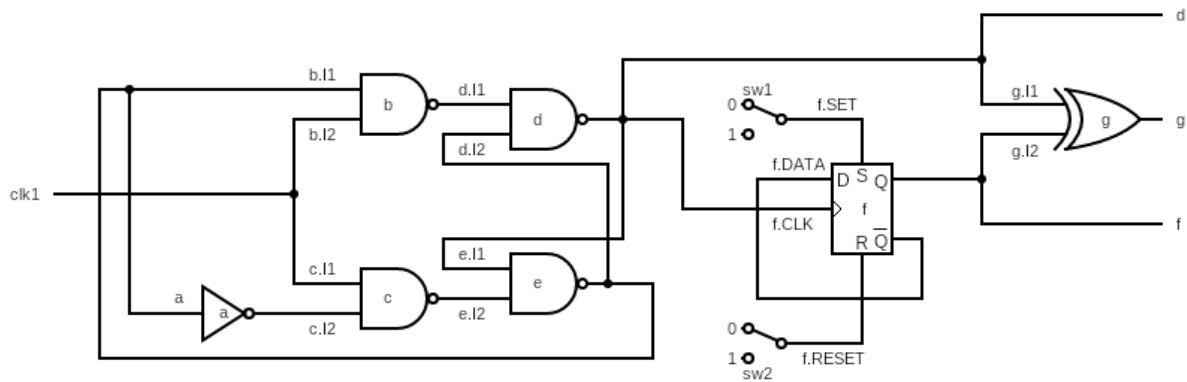 d
b.I1
b
b.I2
d.I1
d
d.I2
sw1
0
1
f.SET
g.I1
g
g
g.I2
clk1
f.DATA
D
S
Q
f
f.CLK
R
Q̅
f
c.I1
c
c.I2
a
a
e.I1
e
e.I2
0
1
sw2
f.RESET